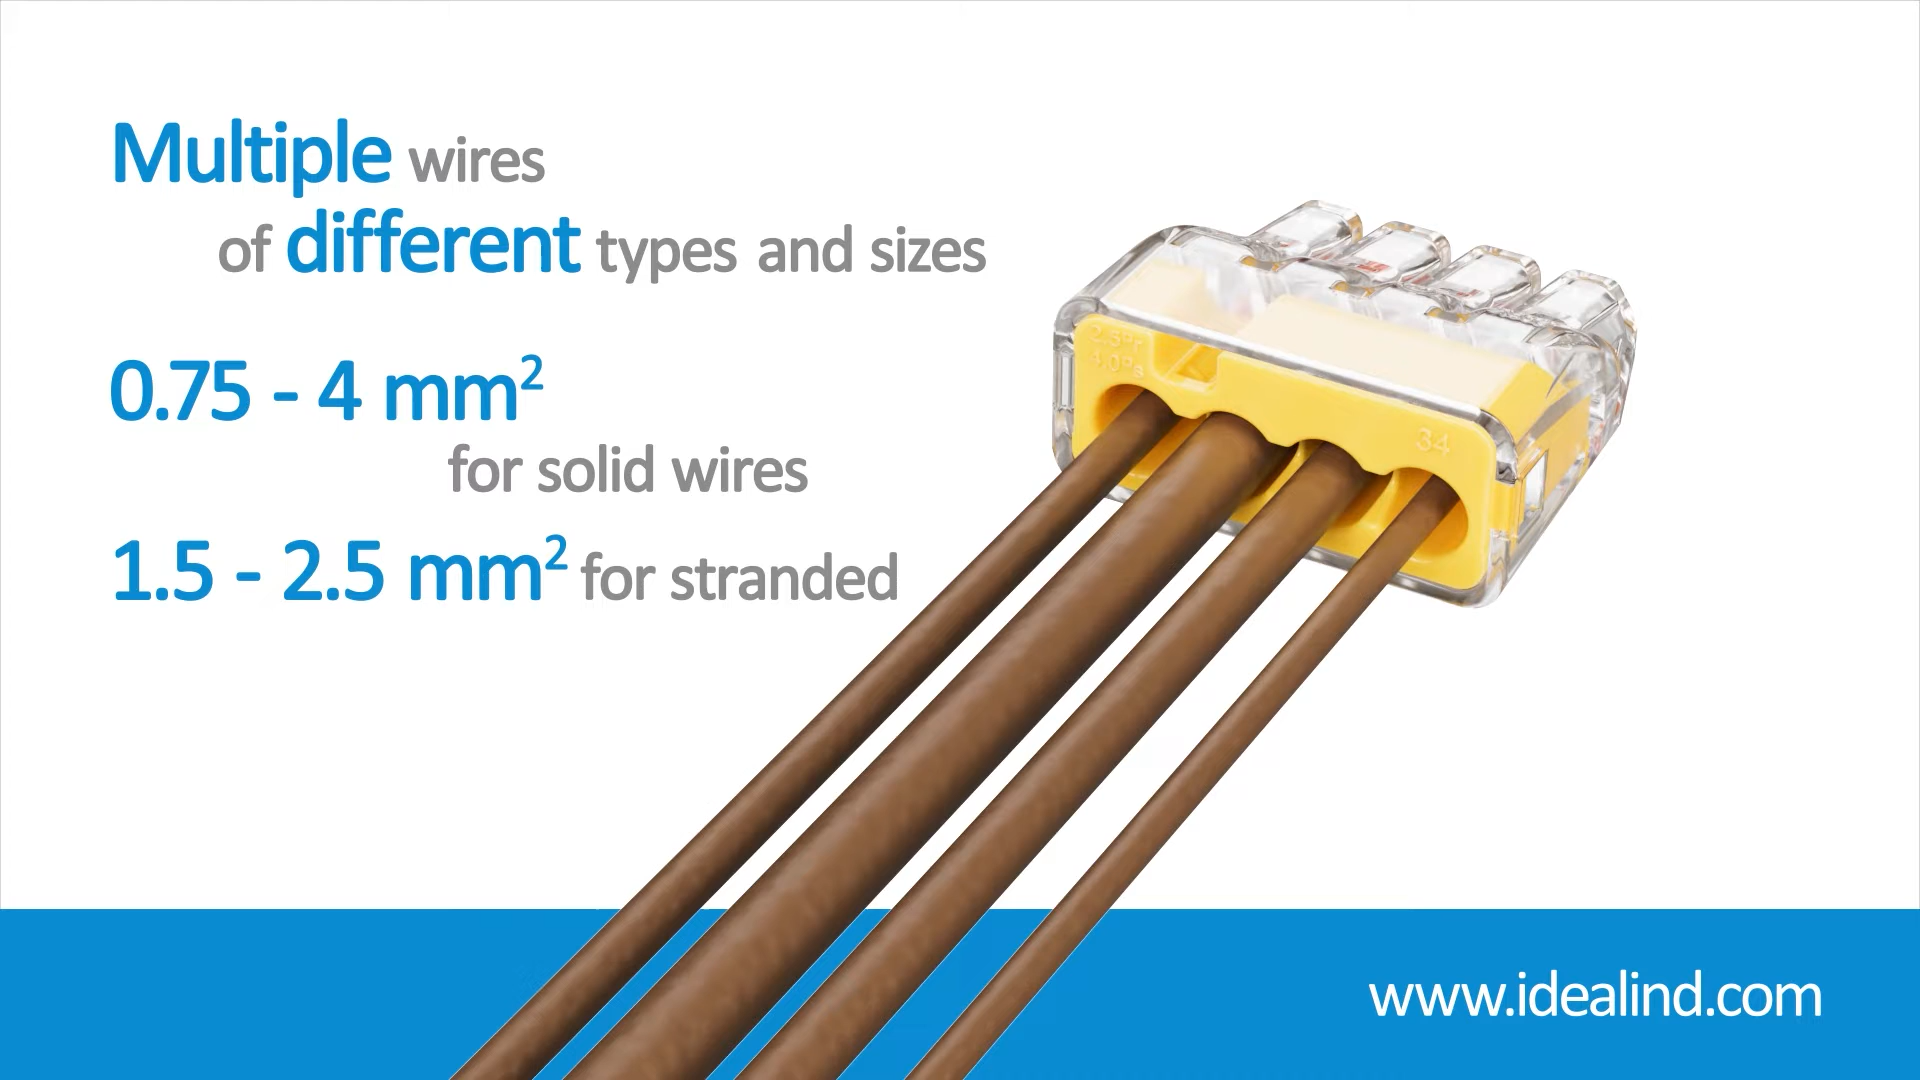 Multiple wires
of different types and sizes
0.75 - 4 mm²
for solid wires
1.5 - 2.5 mm² for stranded
34
www.idealind.com